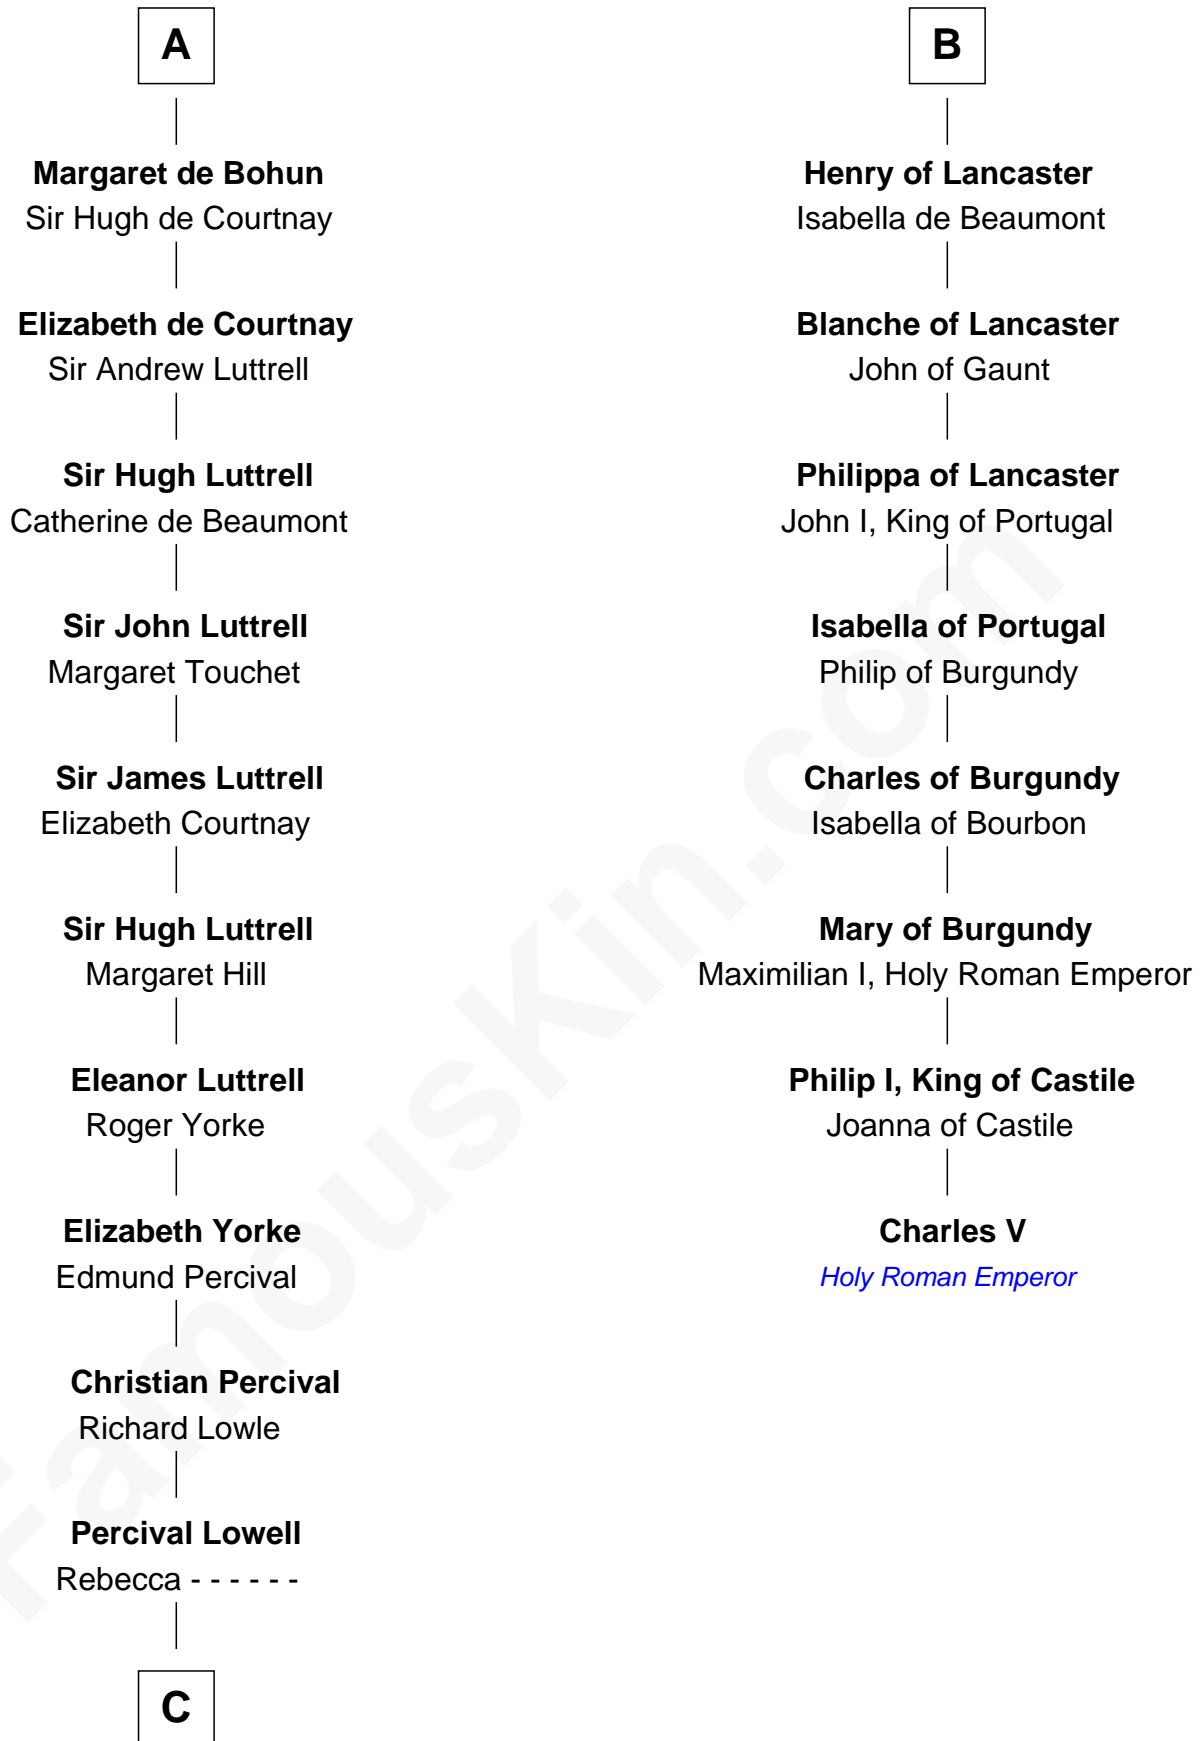 A
Margaret de Bohun
Sir Hugh de Courtnay
Elizabeth de Courtnay
Sir Andrew Luttrell
Sir Hugh Luttrell
Catherine de Beaumont
Sir John Luttrell
Margaret Touchet
Sir James Luttrell
Elizabeth Courtnay
Sir Hugh Luttrell
Margaret Hill
Eleanor Luttrell
Roger Yorke
Elizabeth Yorke
Edmund Percival
Christian Percival
Richard Lowle
Percival Lowell
Rebecca - - - - - -
C
B
Henry of Lancaster
Isabella de Beaumont
Blanche of Lancaster
John of Gaunt
Philippa of Lancaster
John I, King of Portugal
Isabella of Portugal
Philip of Burgundy
Charles of Burgundy
Isabella of Bourbon
Mary of Burgundy
Maximilian I, Holy Roman Emperor
Philip I, King of Castile
Joanna of Castile
Charles V
Holy Roman Emperor
FamousKin.com